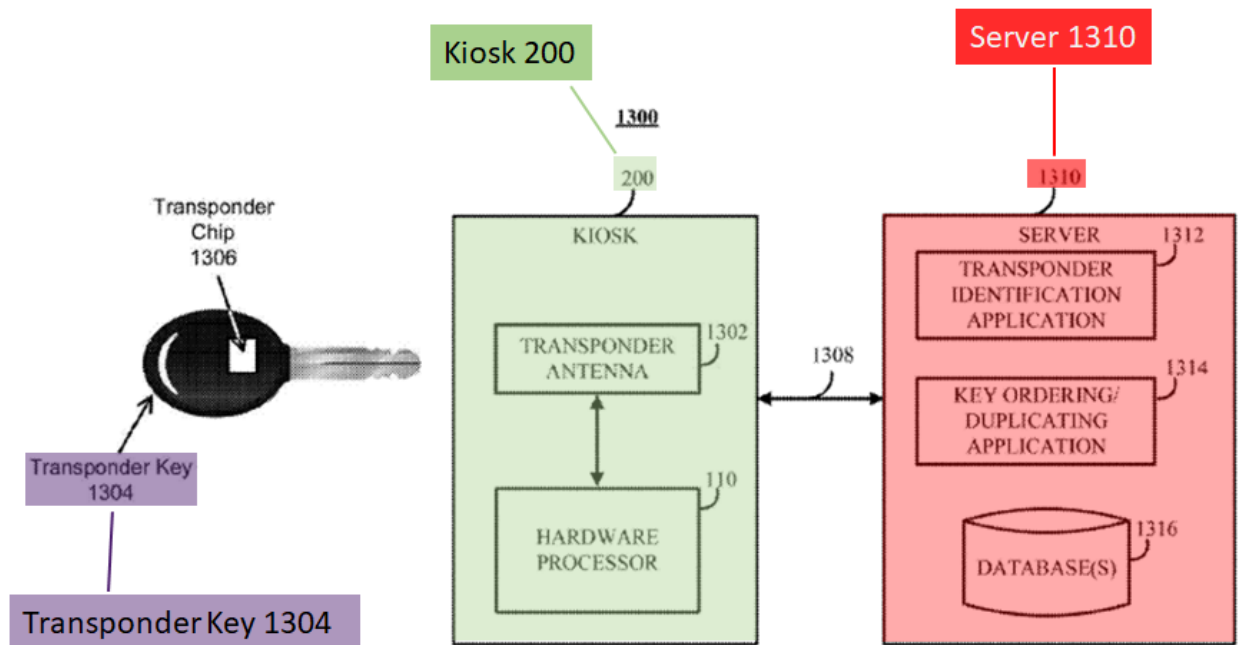 Kiosk 200
Server 1310
1300
200
1310
Transponder
Chip
1306
KIOSK
SERVER
1312
TRANSPONDER
IDENTIFICATION
APPLICATION
1302
TRANSPONDER
ANTENNA
1308
1314
KEY ORDERING/
DUPLICATING
APPLICATION
Transponder Key
1304
110
HARDWARE
PROCESSOR
1316
DATABASE(S)
Transponder Key 1304